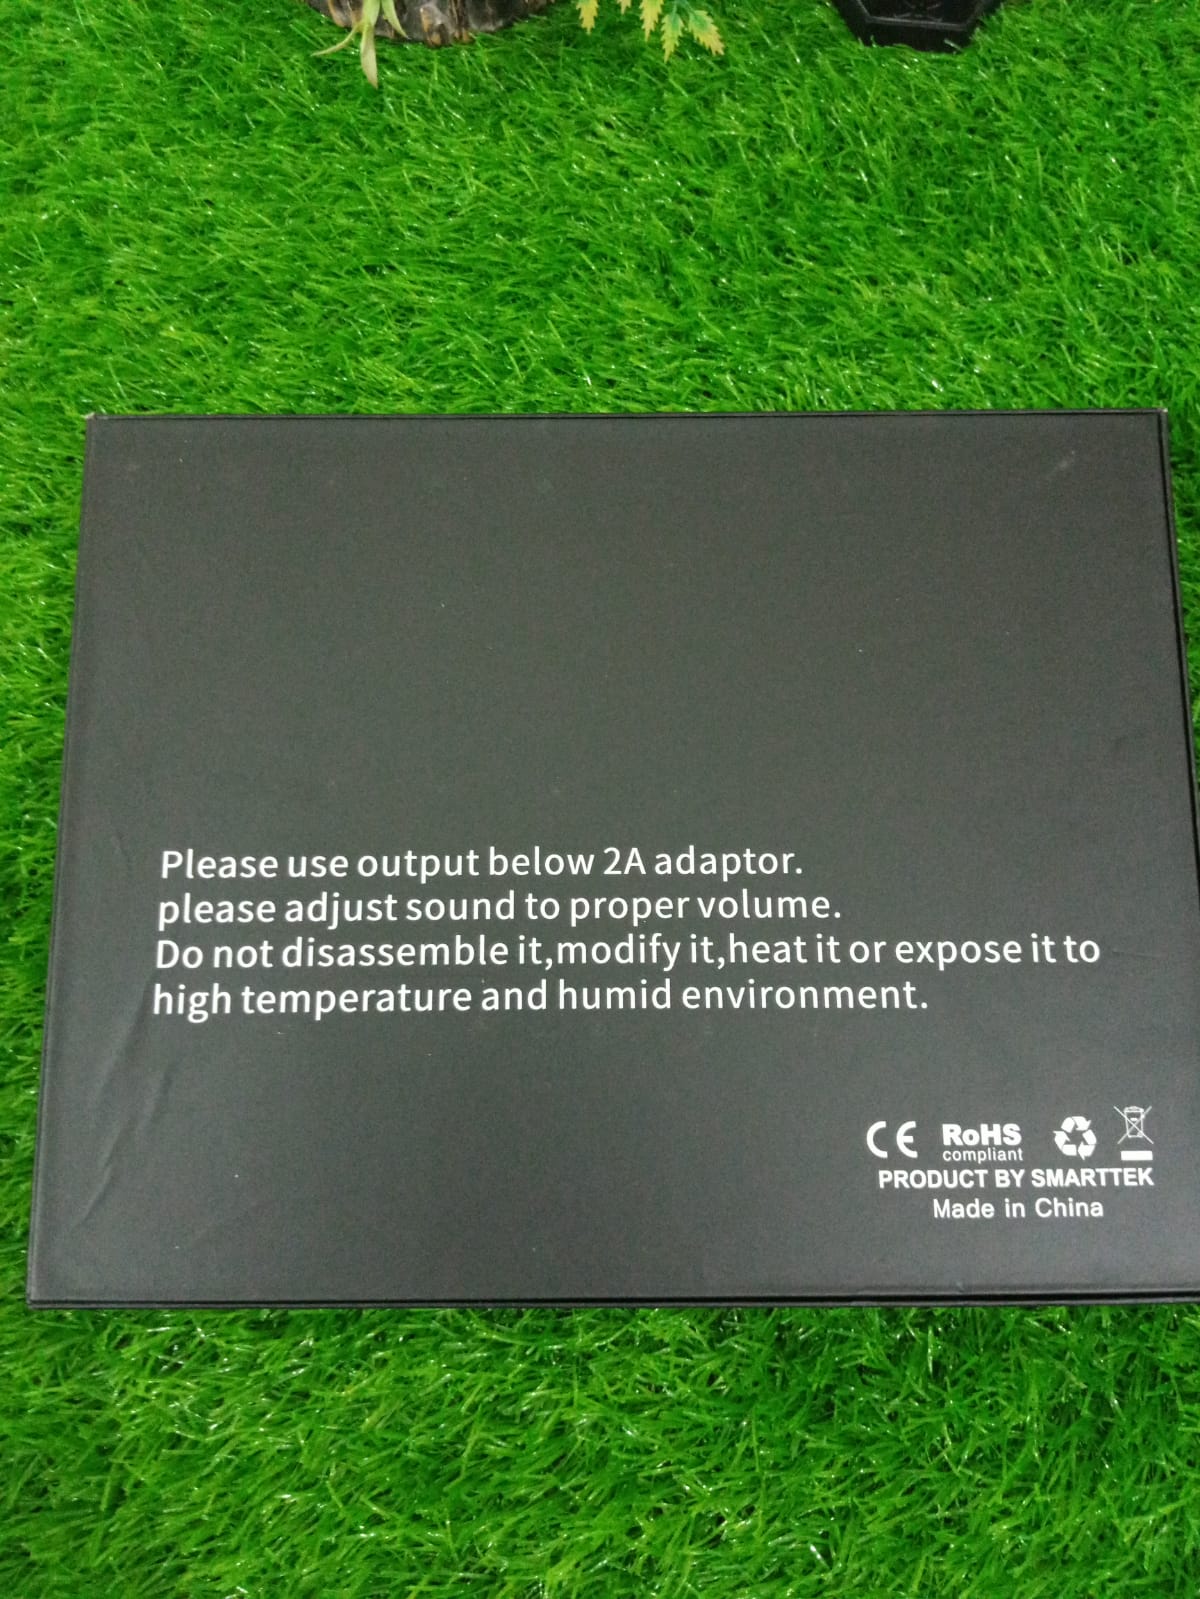 Please use output below 2A adaptor.
please adjust sound to proper volume.
Do not disassemble it,modify it,heat it or expose it to
high temperature and humid environment.
CE RoHS
compliant
PRODUCT BY SMARTTEK
Made in China